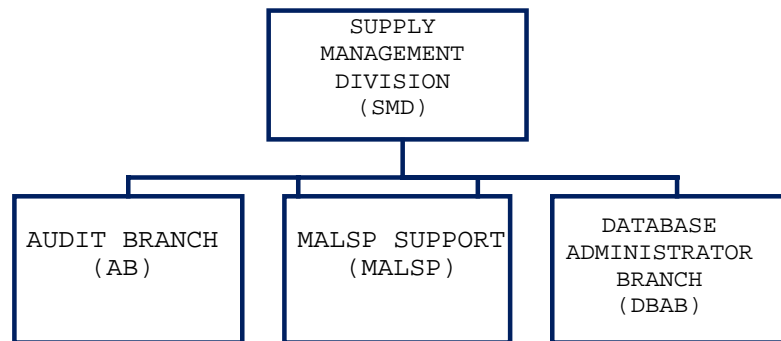 SUPPLY
MANAGEMENT
DIVISION
(SMD)
AUDIT BRANCH
(AB)
MALSP SUPPORT
(MALSP)
DATABASE
ADMINISTRATOR
BRANCH
(DBAB)